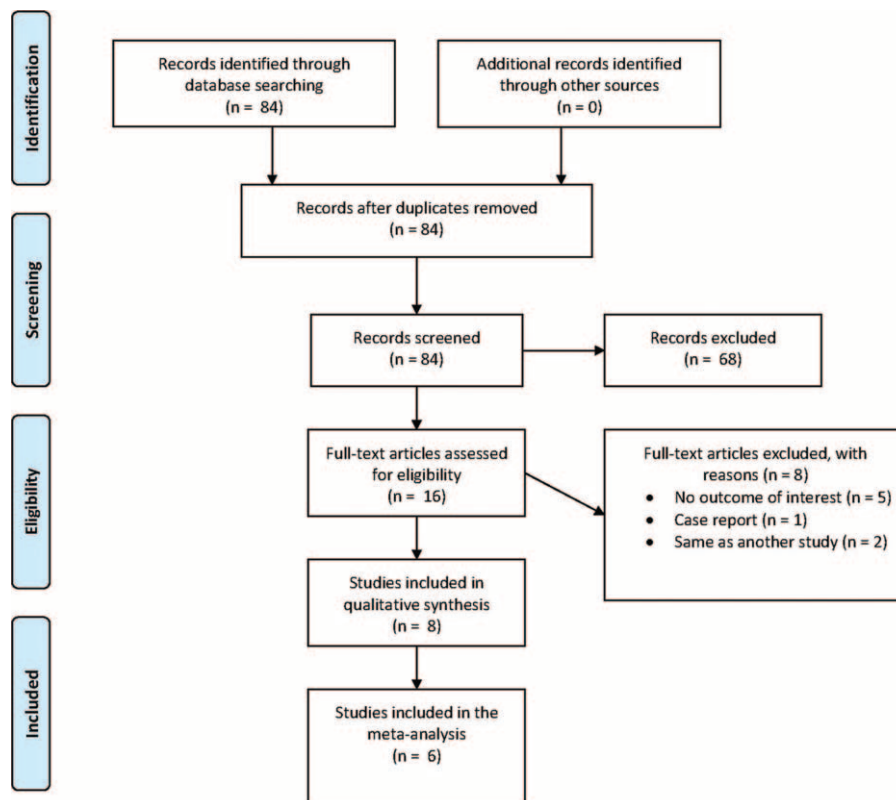 Identification
Records identified through
database searching
(n = 84)
Additional records identified
through other sources
(n = 0)
Records after duplicates removed
(n = 84)
Screening
Records screened
(n = 84)
Records excluded
(n = 68)
Eligibility
Full-text articles assessed
for eligibility
(n = 16)
Full-text articles excluded, with
reasons (n = 8)
• No outcome of interest (n = 5)
• Case report (n = 1)
• Same as another study (n = 2)
Studies included in
qualitative synthesis
(n = 8)
Included
Studies included in the
meta-analysis
(n = 6)